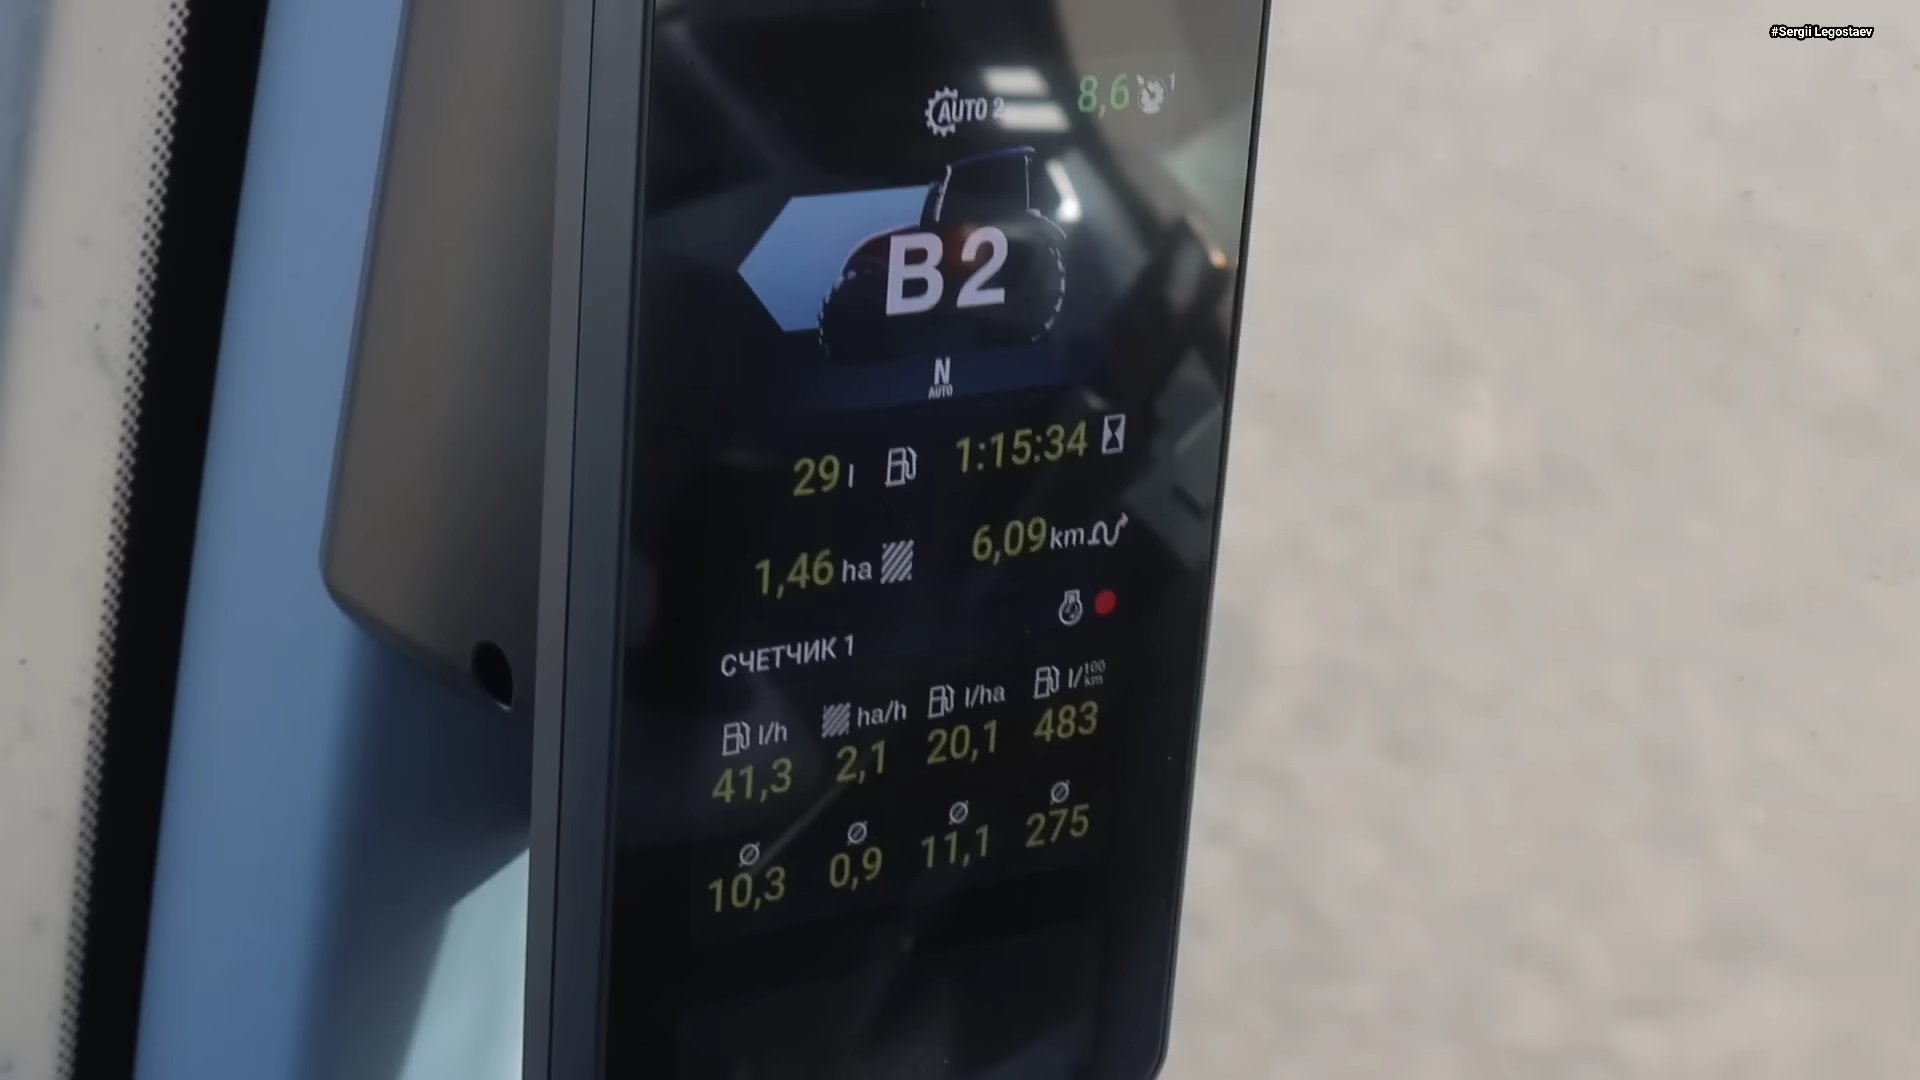 #Sergii Legostaev
AUTO 2 8,6 1
B2
N
AUTO
29 l 1:15:34
1,46 ha 6,09 km
СЧЕТЧИК 1
l/h ha/h l/ha l/100 km
41,3 2,1 20,1 483
10,3 0,9 11,1 275